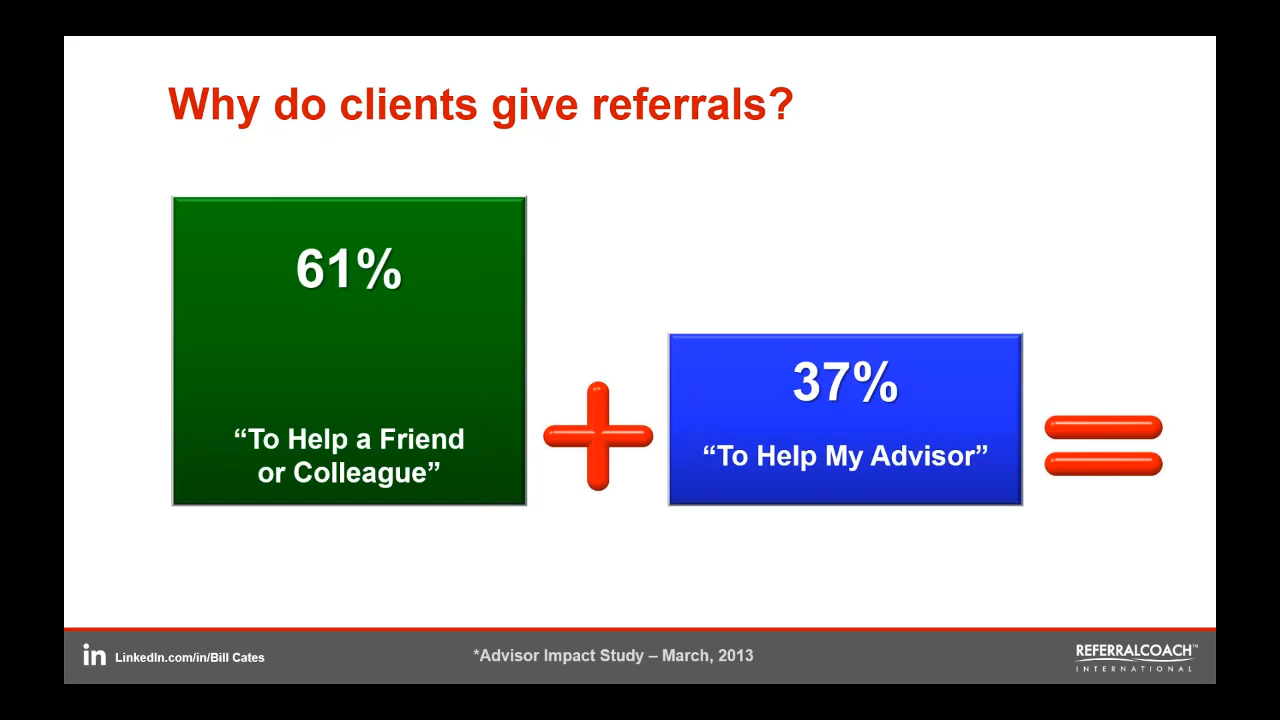 Why do clients give referrals?
61%
“To Help a Friend
or Colleague”
37%
“To Help My Advisor”
in LinkedIn.com/in/Bill Cates
*Advisor Impact Study – March, 2013
REFERRALCOACH™
INTERNATIONAL